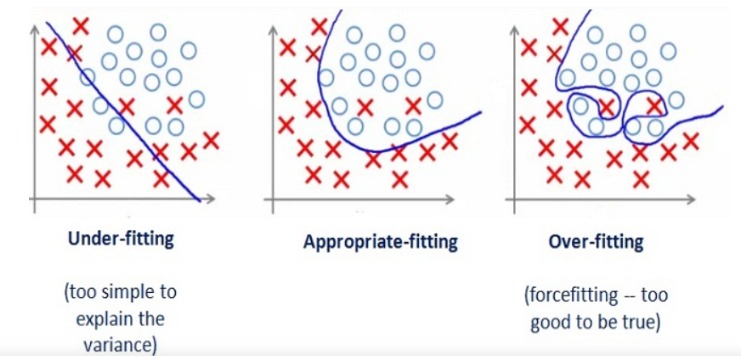 Under-fitting
Appropriate-fitting
Over-fitting
(too simple to
explain the
variance)
(forcefitting -- too
good to be true)